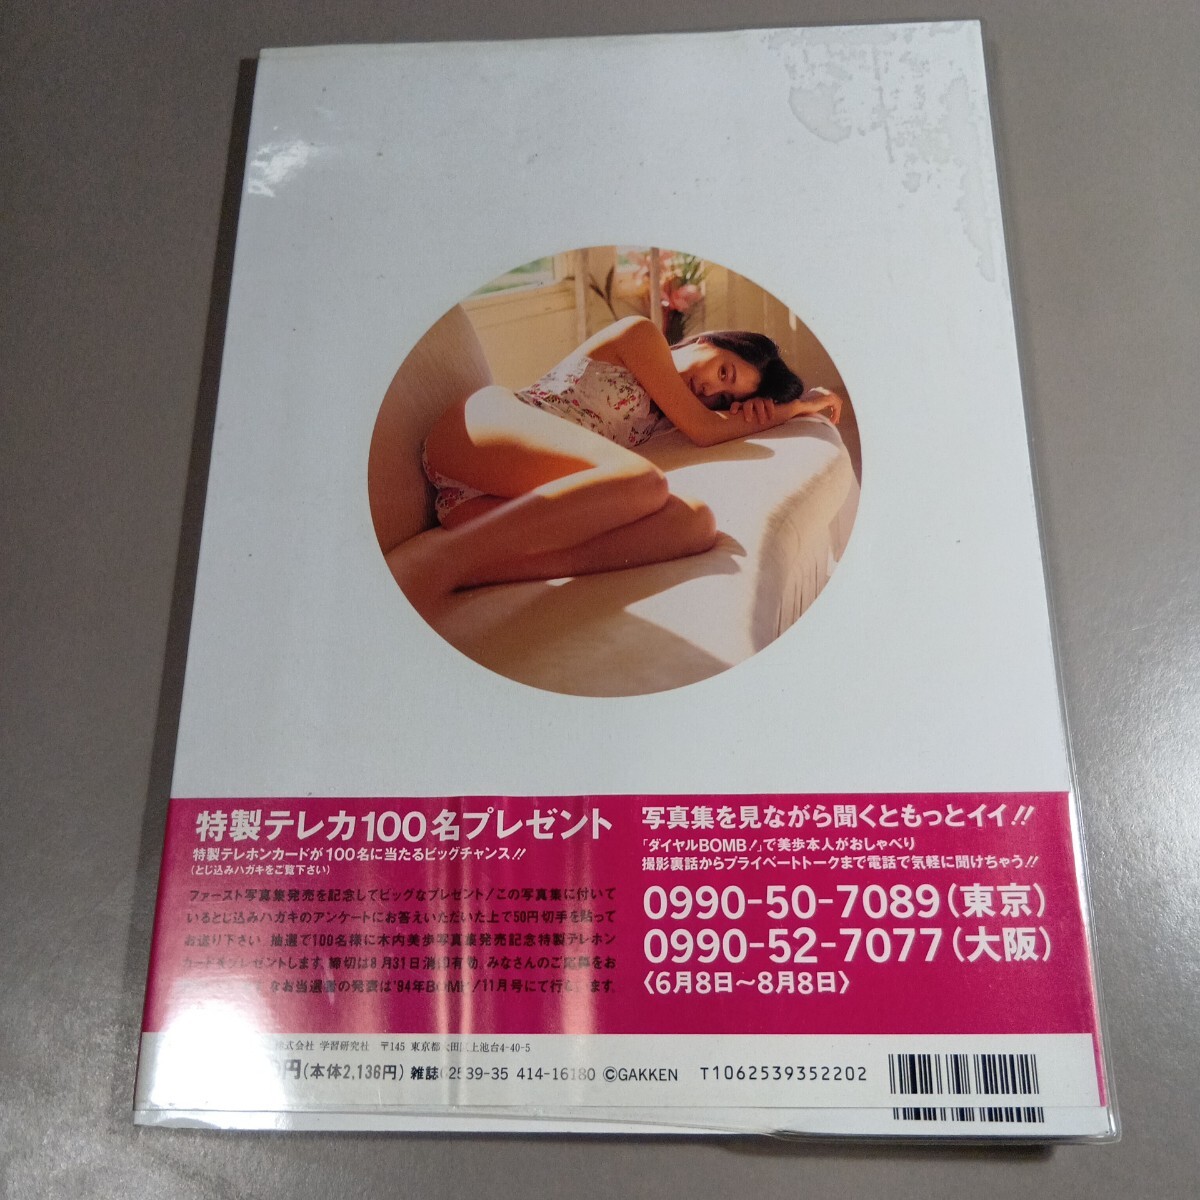 特製テレカ100名プレゼント
特製テレホンカードが100名に当たるビッグチャンス!!
(とじ込みハガキをご覧下さい)
ファースト写真集発売を記念してビッグなプレゼント!この写真集に付いて
いるとじ込みハガキのアンケートにお答えいただいた上で50円切手を貼って
お送り下さい。抽選で100名様に木内美歩写真集発売記念特製テレホン
カードをプレゼントします。締切は8月31日消印有効。みなさんのご応募をお
なお当選者の発表は'94年BOMB!11月号にて行ないます。
写真集を見ながら聞くともっとイイ!!
「ダイヤルBOMB!」で美歩本人がおしゃべり
撮影裏話からプライベートトークまで電話で気軽に聞けちゃう!!
0990-50-7089(東京)
0990-52-7077(大阪)
〈6月8日〜8月8日〉
株式会社 学習研究社 〒145 東京都大田区上池台4-40-5
円(本体2,136円) 雑誌02539-35 414-16180 ©GAKKEN T1062539352202